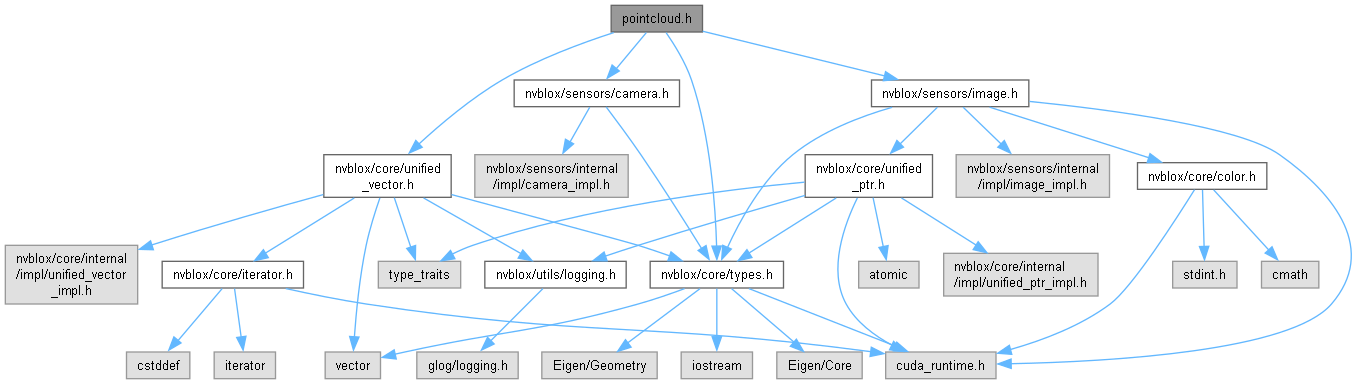 pointcloud.h
nvblox/sensors/camera.h
nvblox/sensors/image.h
nvblox/core/unified
_vector.h
nvblox/sensors/internal
/impl/camera_impl.h
nvblox/core/unified
_ptr.h
nvblox/sensors/internal
/impl/image_impl.h
nvblox/core/color.h
nvblox/core/internal
/impl/unified_vector
_impl.h
nvblox/core/iterator.h
type_traits
nvblox/utils/logging.h
nvblox/core/types.h
atomic
nvblox/core/internal
/impl/unified_ptr_impl.h
stdint.h
cmath
cstddef
iterator
vector
glog/logging.h
Eigen/Geometry
iostream
Eigen/Core
cuda_runtime.h